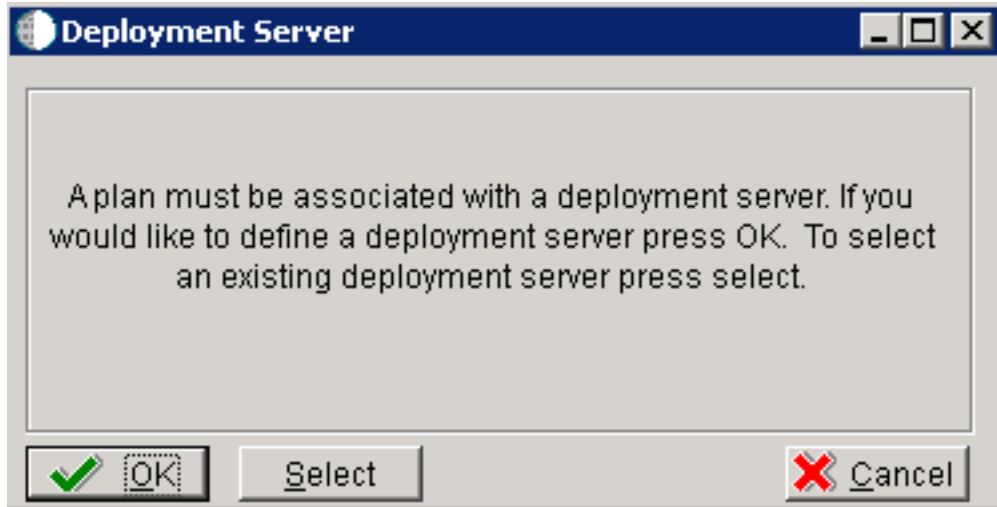 Deployment Server
A plan must be associated with a deployment server. If you
would like to define a deployment server press OK. To select
an existing deployment server press select.
OK
Select
Cancel